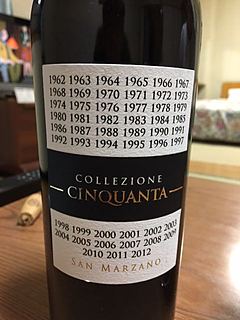 1962 1963 1964 1965 1966 1967
1968 1969 1970 1971 1972 1973
1974 1975 1976 1977 1978 1979
1980 1981 1982 1983 1984 1985
1986 1987 1988 1989 1990 1991
1992 1993 1994 1995 1996 1997
COLLEZIONE
CINQUANTA
1998 1999 2000 2001 2002 2003
2004 2005 2006 2007 2008 2009
2010 2011 2012
SAN MARZANO